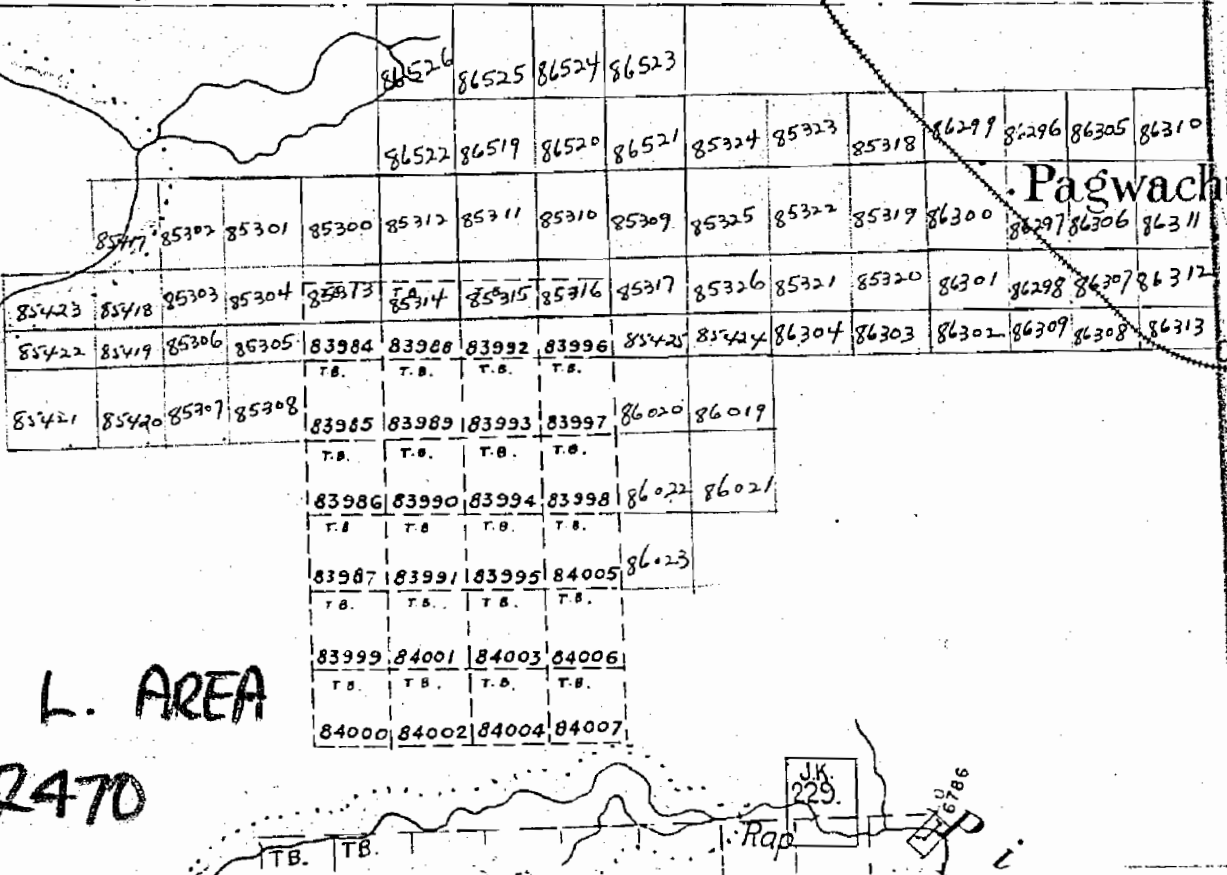 86526 86525 86524 86523
86522 86519 86520 86521 85324 85323 85318 86299 86296 86305 86310
Pagwach
85417 85302 85301 85300 85312 85311 85310 85309 85325 85322 85319 86300 86297 86306 86311
85423 85418 85303 85304 85313 85314 85315 85316 85317 85326 85321 85320 86301 86298 86307 86312
85422 85419 85306 85305 83984 83988 83992 83996 85425 85424 86304 86303 86302 86309 86308 86313
T.B. T.B. T.B. T.B.
85421 85420 85307 85308 83985 83989 83993 83997 86020 86019
T.B. T.B. T.B. T.B.
83986 83990 83994 83998 86022 86021
T.B T.B T.B. T.B.
83987 83991 83995 84005 86023
T.B. T.B. T.B. T.B.
83999 84001 84003 84006
T.B. T.B. T.B. T.B.
L. AREA
84000 84002 84004 84007
2470
J.K.
229.
6786
Rap
P i
T.B. T.B.